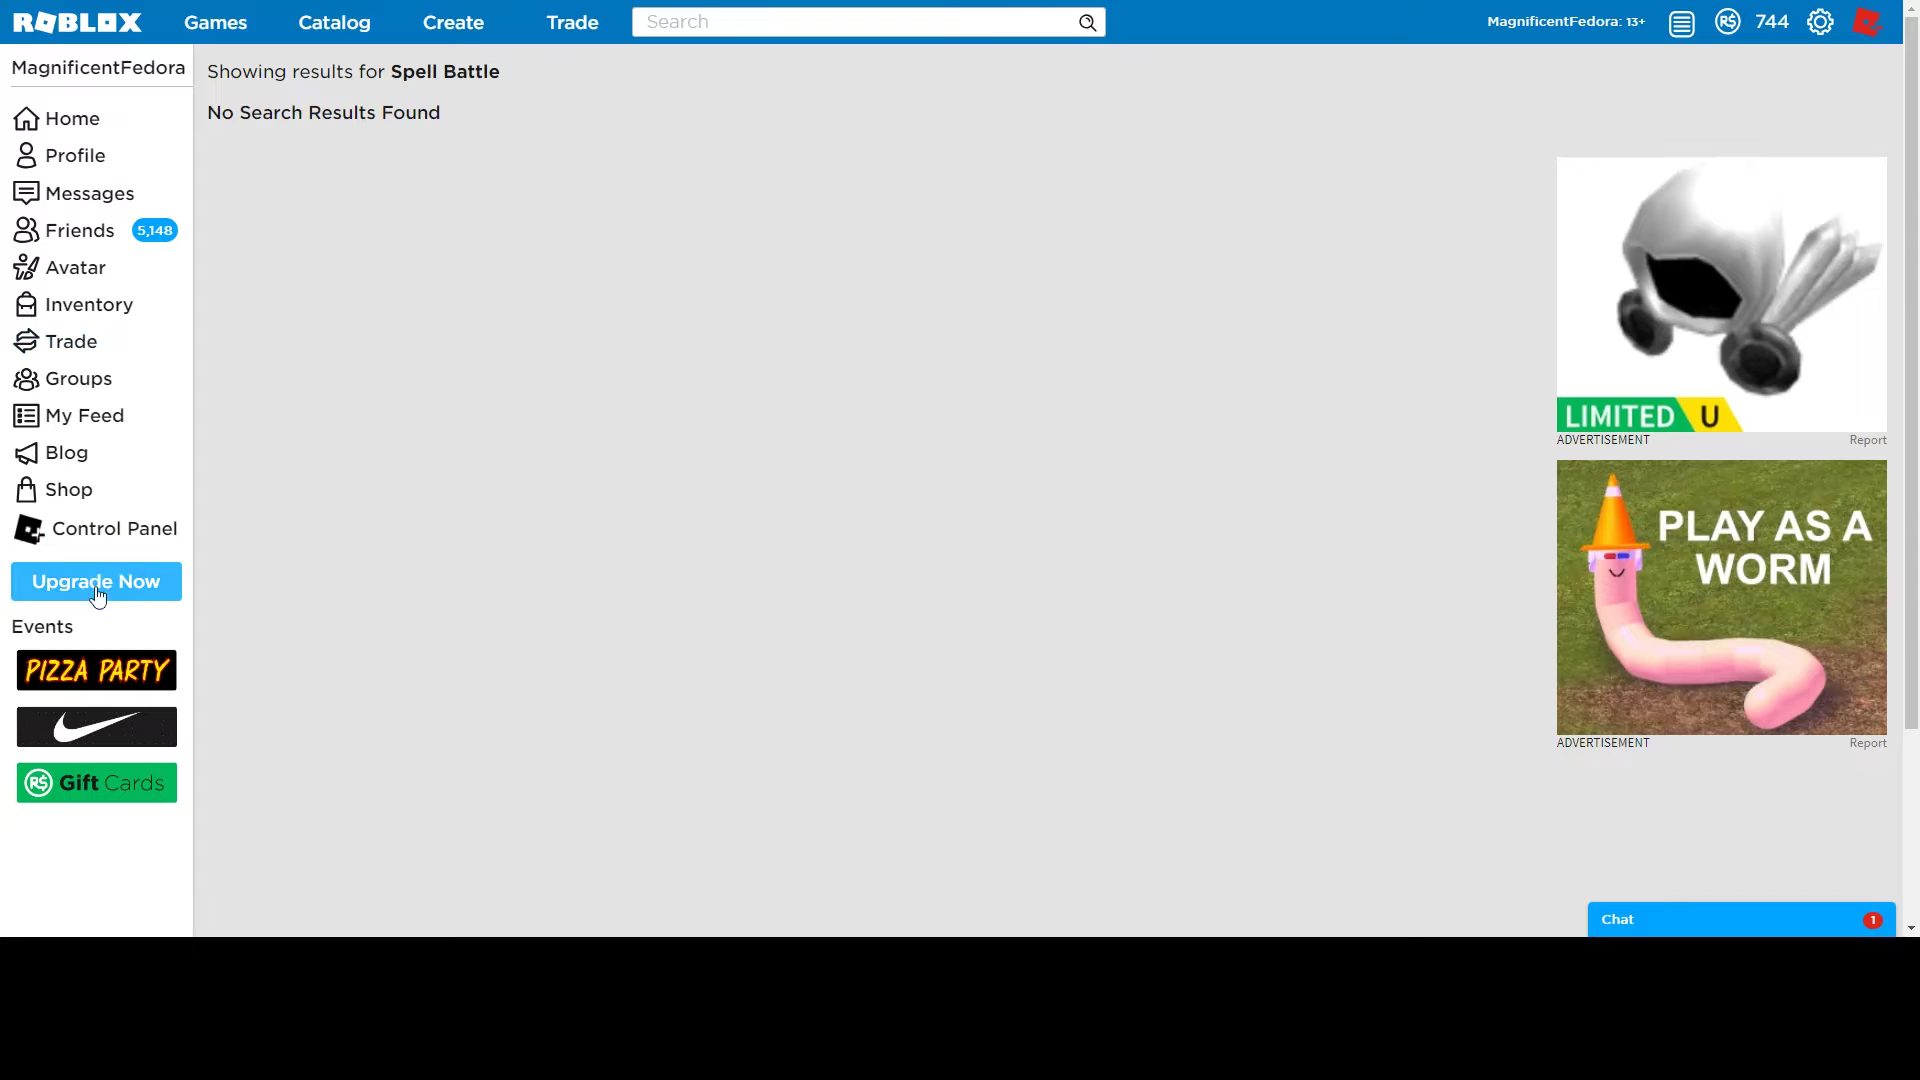 ROBLOX Games Catalog Create Trade Search MagnificentFedora: 13+ R$ 744
MagnificentFedora
Home
Profile
Messages
Friends 5,148
Avatar
Inventory
Trade
Groups
My Feed
Blog
Shop
Control Panel
Upgrade Now
Events
PIZZA PARTY
R$ Gift Cards
Showing results for Spell Battle
No Search Results Found
LIMITED U
ADVERTISEMENT Report
PLAY AS A
WORM
ADVERTISEMENT Report
Chat 1